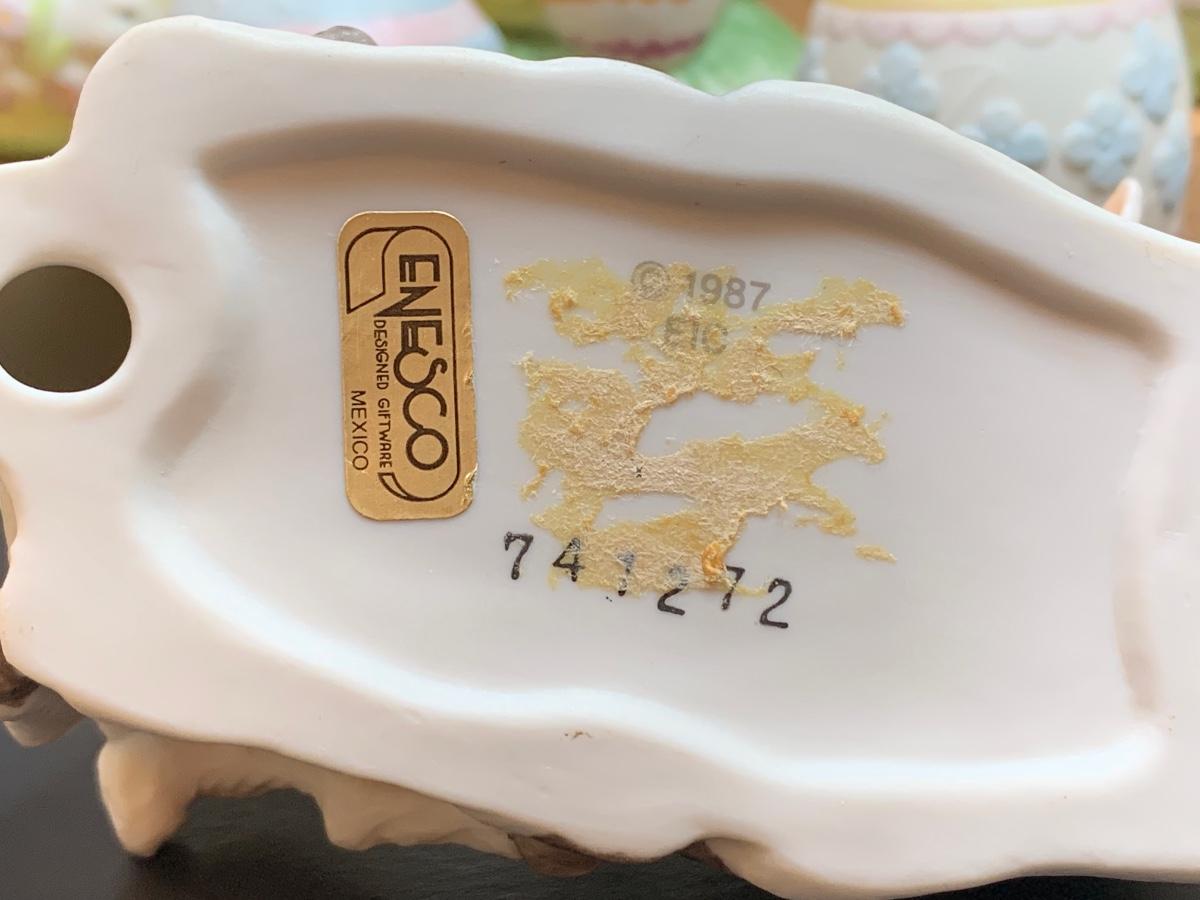 ENESCO
DESIGNED GIFTWARE
MEXICO
© 1987
EIC
741272